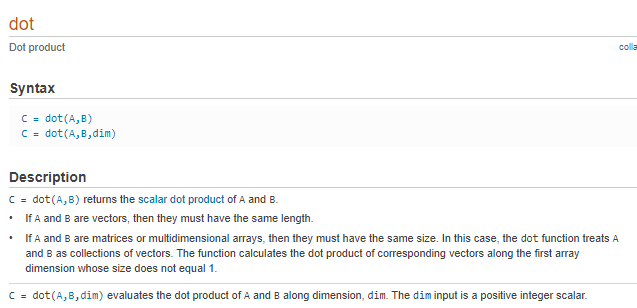 dot
Dot product
colla
Syntax
C = dot(A,B)
C = dot(A,B,dim)
Description
C = dot(A,B) returns the scalar dot product of A and B.
• If A and B are vectors, then they must have the same length.
• If A and B are matrices or multidimensional arrays, then they must have the same size. In this case, the dot function treats A
and B as collections of vectors. The function calculates the dot product of corresponding vectors along the first array
dimension whose size does not equal 1.
C = dot(A,B,dim) evaluates the dot product of A and B along dimension, dim. The dim input is a positive integer scalar.